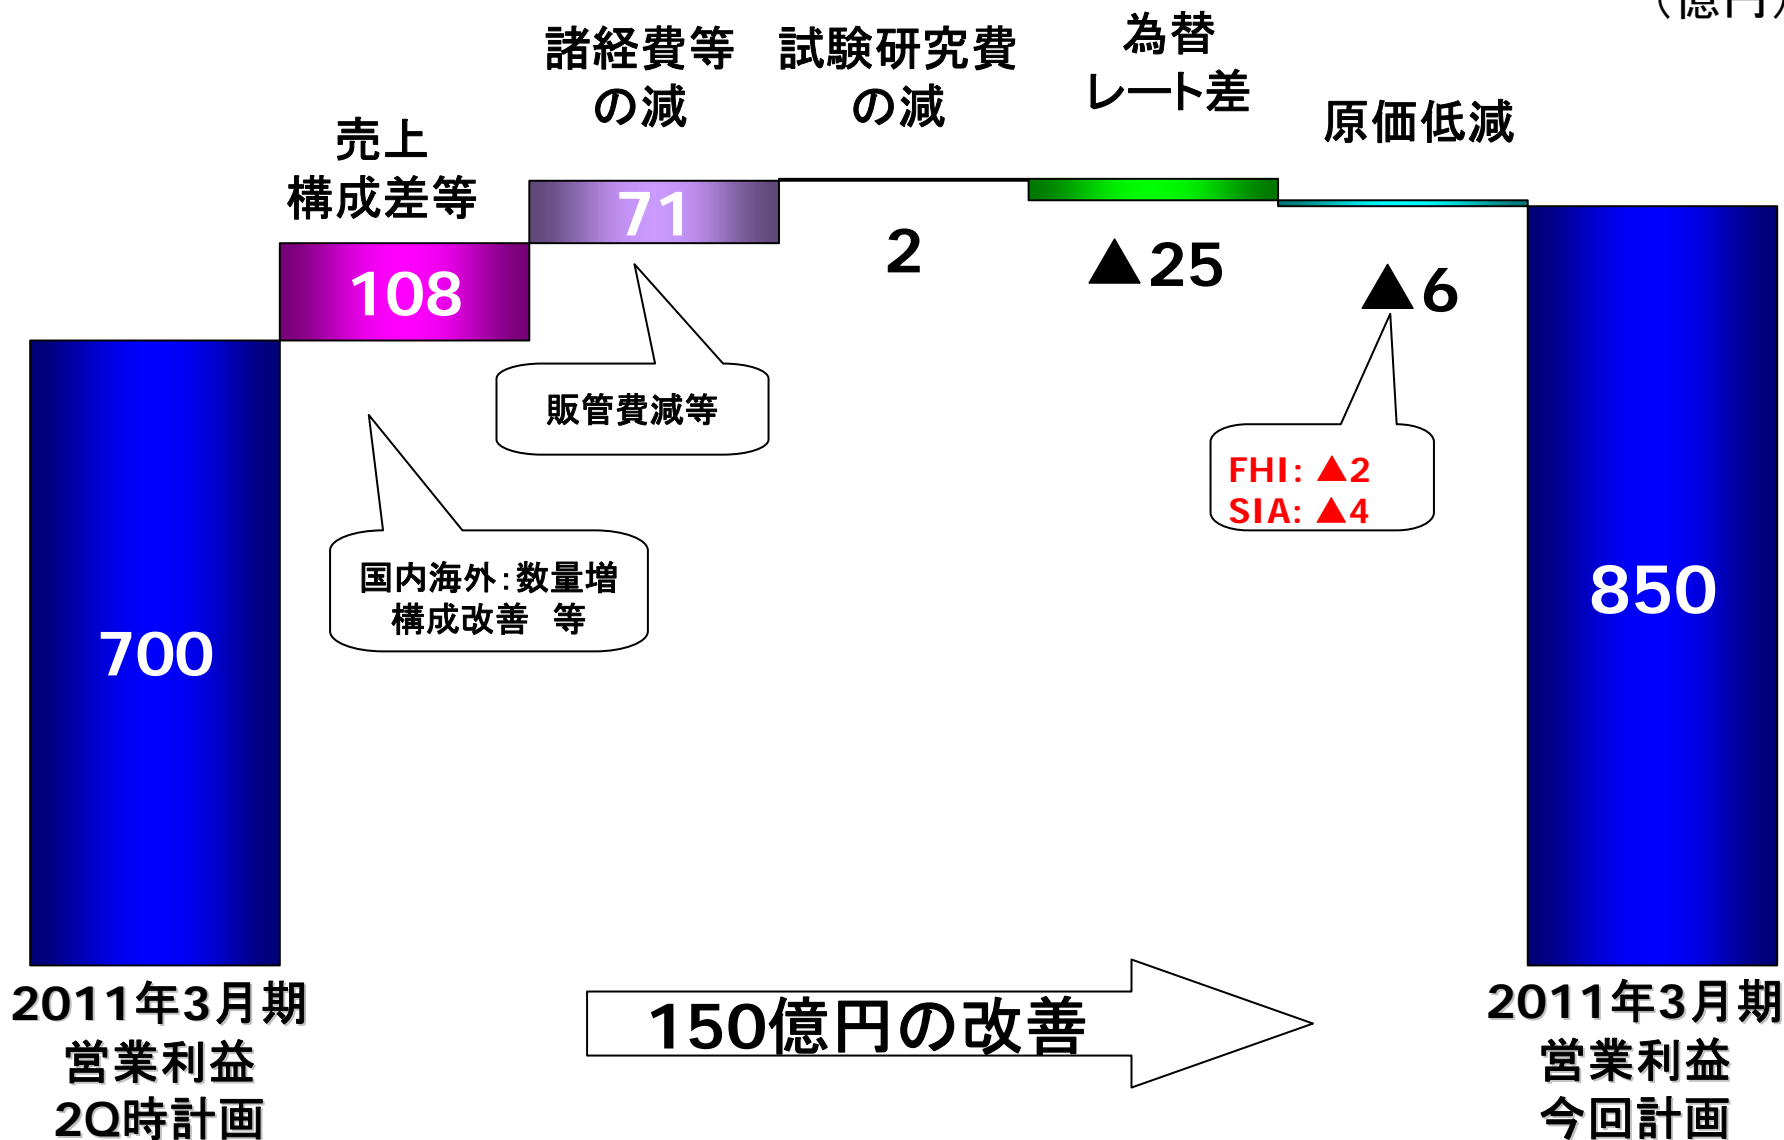 （億円）
売上
構成差等
諸経費等
の減
試験研究費
の減
為替
レート差
原価低減
700
108
71
2
▲25
▲6
850
国内海外：数量増
構成改善　等
販管費減等
FHI: ▲2
SIA: ▲4
150億円の改善
2011年3月期
営業利益
2Q時計画
2011年3月期
営業利益
今回計画